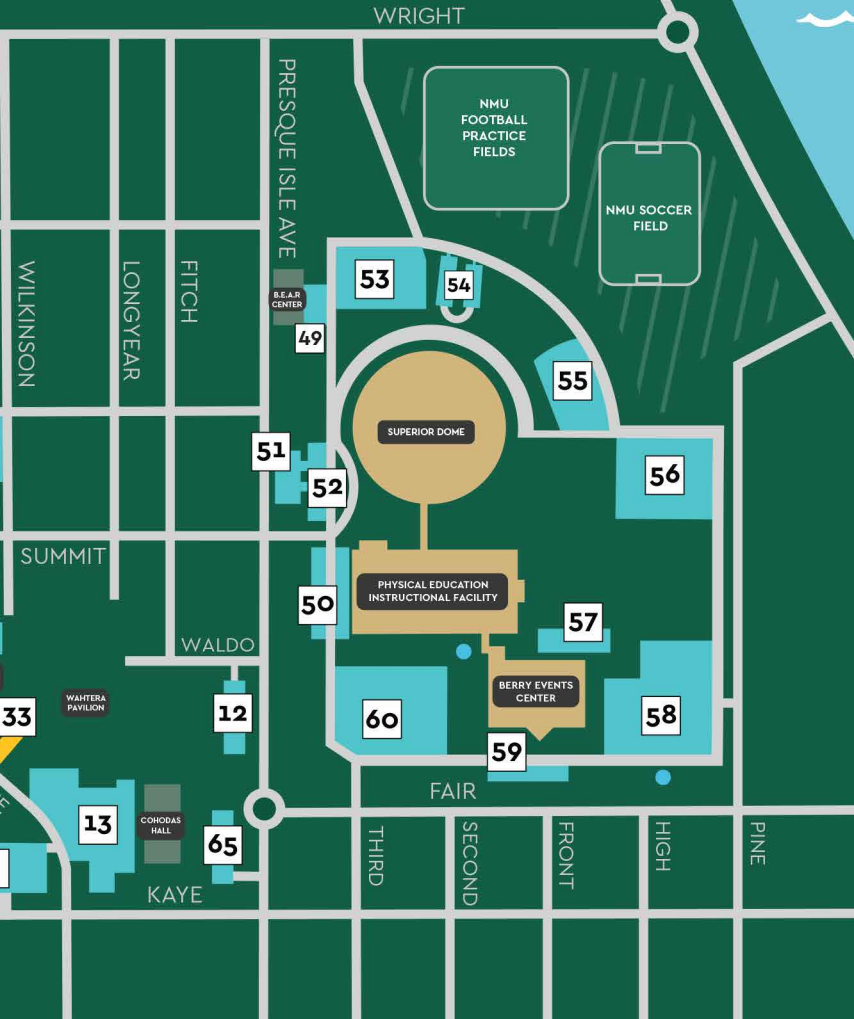 WRIGHT
PRESQUE ISLE AVE
NMU
FOOTBALL
PRACTICE
FIELDS
NMU SOCCER
FIELD
WILKINSON
LONGYEAR
FITCH
B.E.A.R
CENTER
53
54
49
55
SUPERIOR DOME
51
52
56
SUMMIT
PHYSICAL EDUCATION
INSTRUCTIONAL FACILITY
50
57
WALDO
BERRY EVENTS
CENTER
WAHTERA
PAVILION
33
12
60
58
59
FAIR
13
COHODAS
HALL
65
THIRD
SECOND
FRONT
HIGH
PINE
KAYE